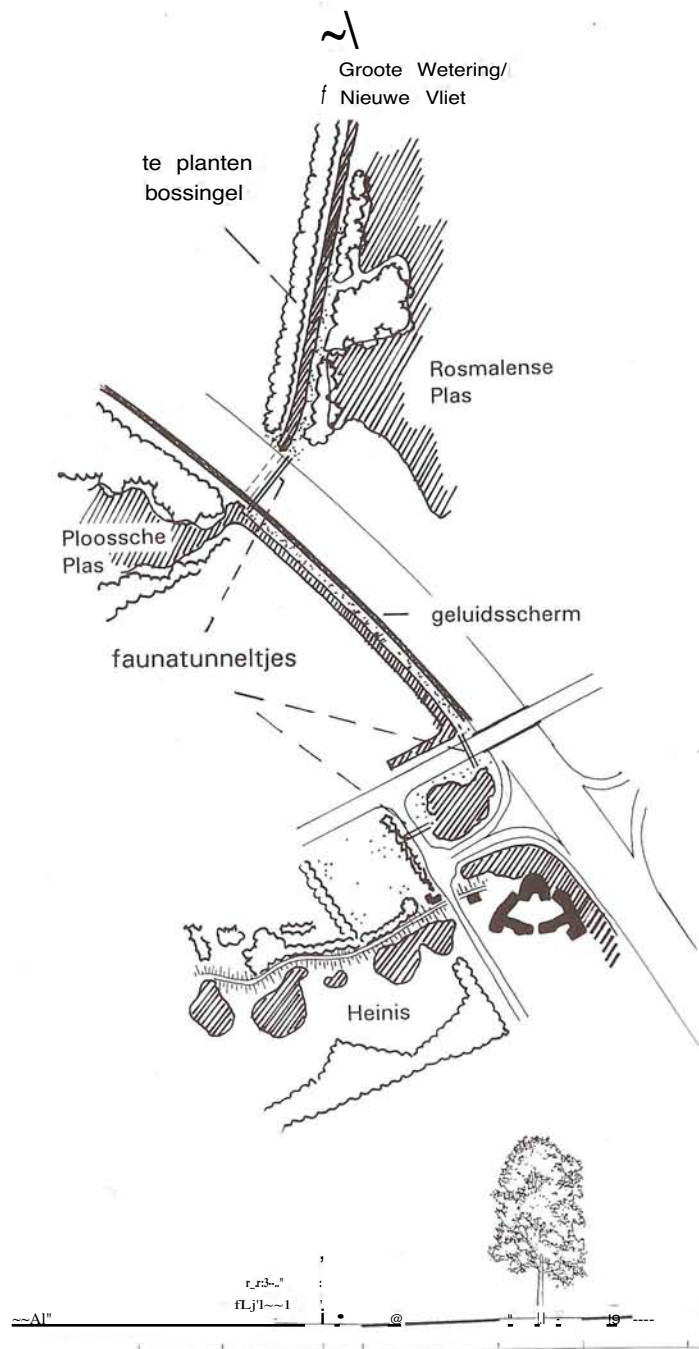 Groote Wetering/
Nieuwe Vliet
te planten
bossingel
Rosmalense
Plas
Ploossche
Plas
geluidsscherm
faunatunneltjes
Heinis